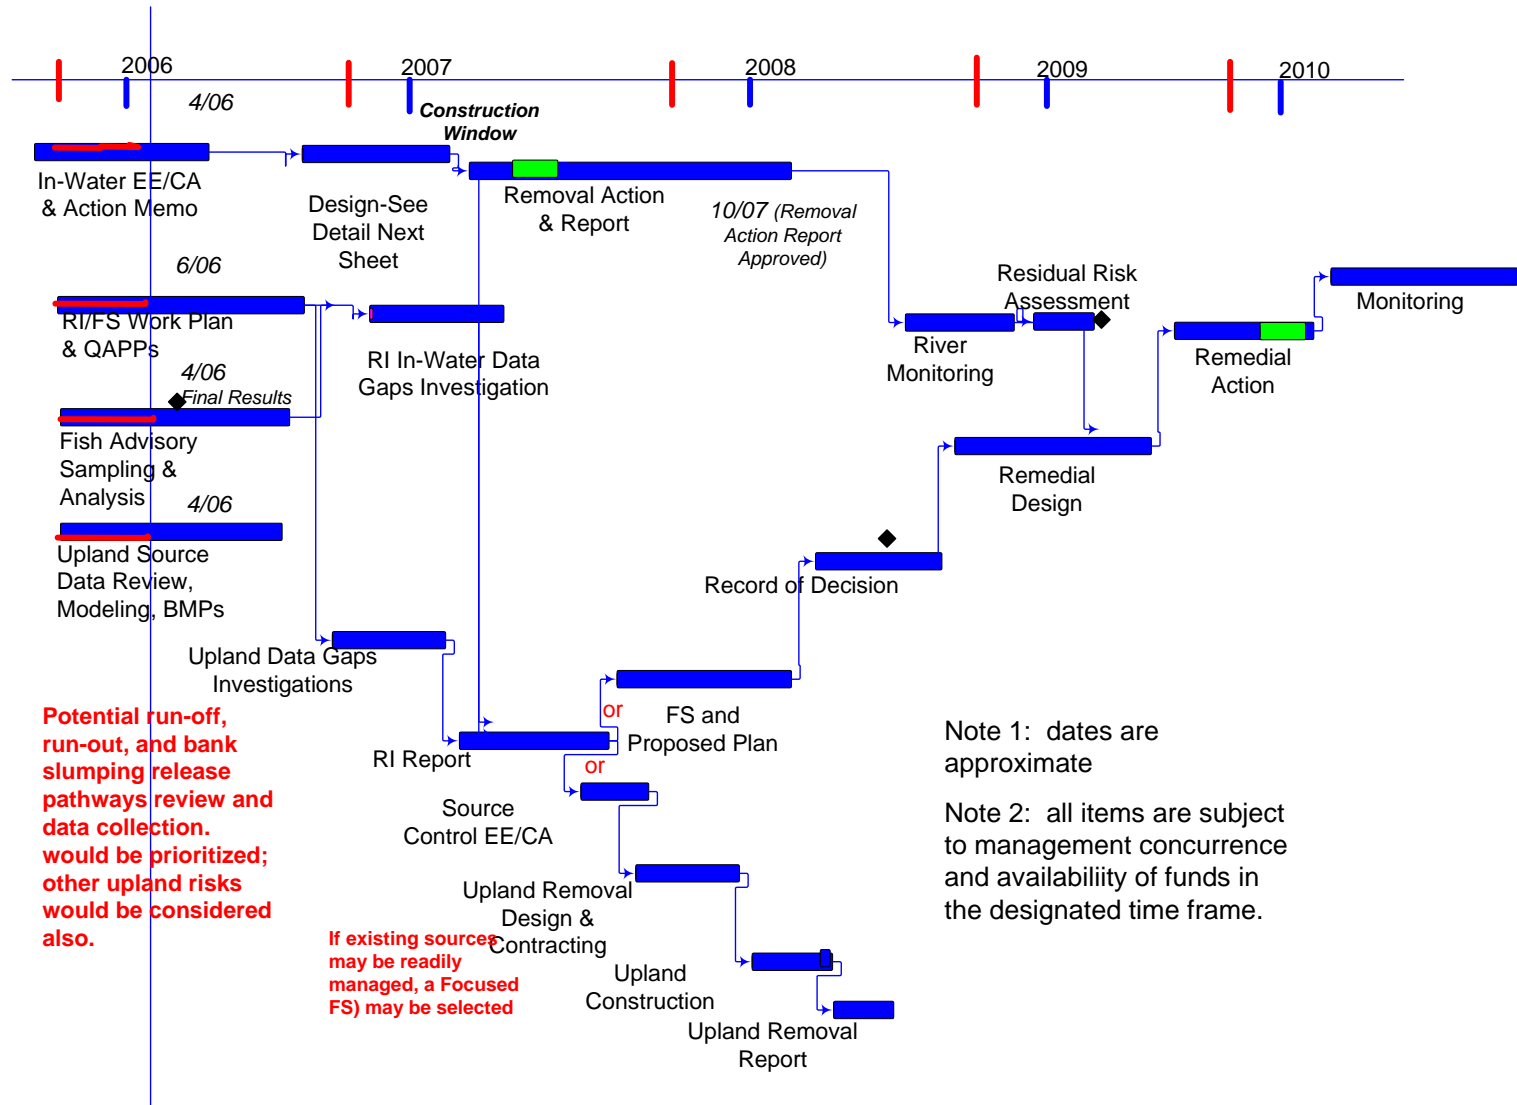 2006
2007
2008
2009
2010
4/06
Construction
Window
In-Water EE/CA
& Action Memo
Design-See
Detail Next
Sheet
Removal Action
& Report
10/07 (Removal
Action Report
Approved)
6/06
RI/FS Work Plan
& QAPPs
RI In-Water Data
Gaps Investigation
Residual Risk
Assessment
River
Monitoring
Remedial
Action
Monitoring
4/06
Final Results
Fish Advisory
Sampling &
Analysis
Remedial
Design
4/06
Upland Source
Data Review,
Modeling, BMPs
Record of Decision
Upland Data Gaps
Investigations
or
FS and
Proposed Plan
RI Report
or
Source
Control EE/CA
Upland Removal
Design &
Contracting
Upland
Construction
Upland Removal
Report
Potential run-off,
run-out, and bank
slumping release
pathways review and
data collection.
would be prioritized;
other upland risks
would be considered
also.
If existing sources
may be readily
managed, a Focused
FS) may be selected
Note 1:  dates are
approximate
Note 2:  all items are subject
to management concurrence
and availabiliity of funds in
the designated time frame.